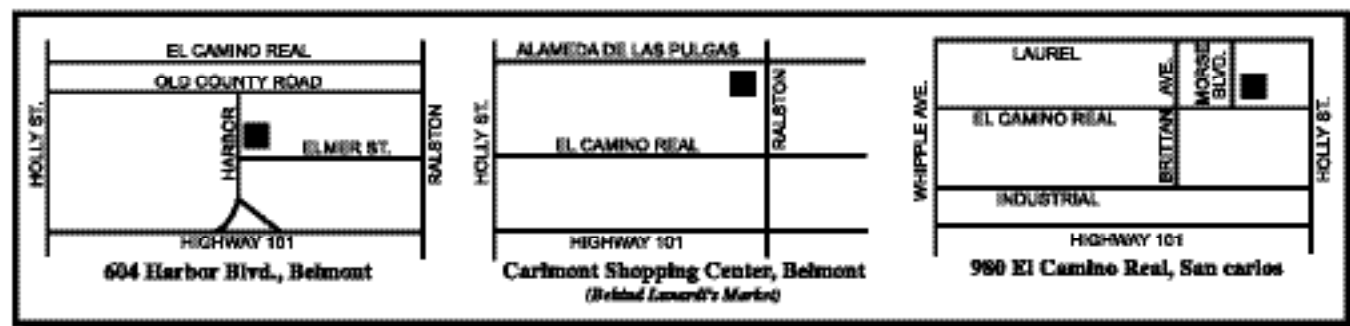 EL CAMINO REAL
OLD COUNTY ROAD
HOLLY ST.
HARBOR
ELMER ST.
RALSTON
HIGHWAY 101
604 Harbor Blvd., Belmont
ALAMEDA DE LAS PULGAS
HOLLY ST.
RALSTON
EL CAMINO REAL
HIGHWAY 101
Carlmont Shopping Center, Belmont
(Behind Lunardi's Market)
LAUREL
WHIPPLE AVE.
BRITTAN AVE.
MORSE BLVD.
HOLLY ST.
EL CAMINO REAL
INDUSTRIAL
HIGHWAY 101
980 El Camino Real, San carlos